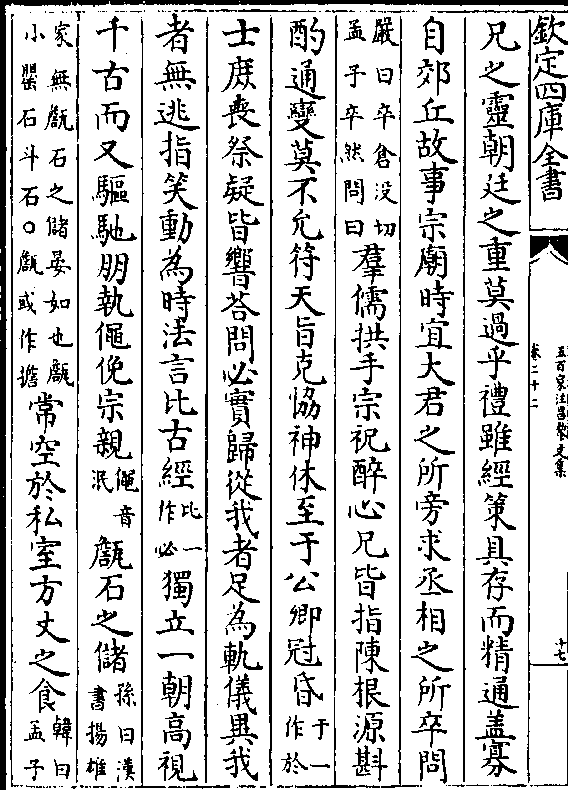 欽定四庫全書
五百家注昌黎文集
卷二十二
十七
兄之靈朝廷之重莫過乎禮雖經策具存而精通盖寡
自郊丘故事宗廟時宜大君之所旁求丞相之所卒問
嚴曰卒倉没切
孟子卒然問曰
羣儒拱手宗祝醉心兄皆指陳根源斟
酌通變莫不允符天旨克恊神休至于公卿冠昏
于一
作於
士庶喪祭疑皆響荅問必實歸從我者足為軌儀異我
者無逃指笑動為時法言比古經
比一
作必
獨立一朝高視
千古而又驅馳朋執僶俛宗親
僶音
泯
甔石之儲
孫曰漢
書揚雄
家無甔石之儲晏如也甔
小罌石斗石○甔或作擔
常空於私室方丈之食
韓曰
孟子